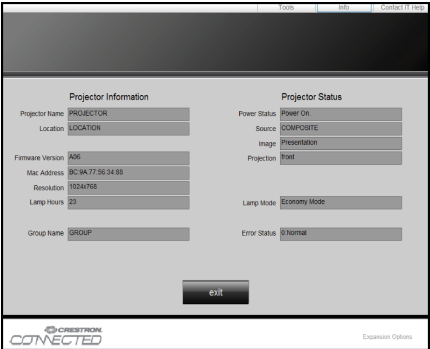 Tools Info Contact IT Help
Projector Information
Projector Name PROJECTOR
Location LOCATION
Firmware Version A06
Mac Address BC:9A:77:56:34:88
Resolution 1024x768
Lamp Hours 23
Group Name GROUP
Projector Status
Power Status Power On
Source COMPOSITE
Image Presentation
Projection front
Lamp Mode Economy Mode
Error Status 0:Normal
exit
CRESTRON
CONNECTED
Expansion Options